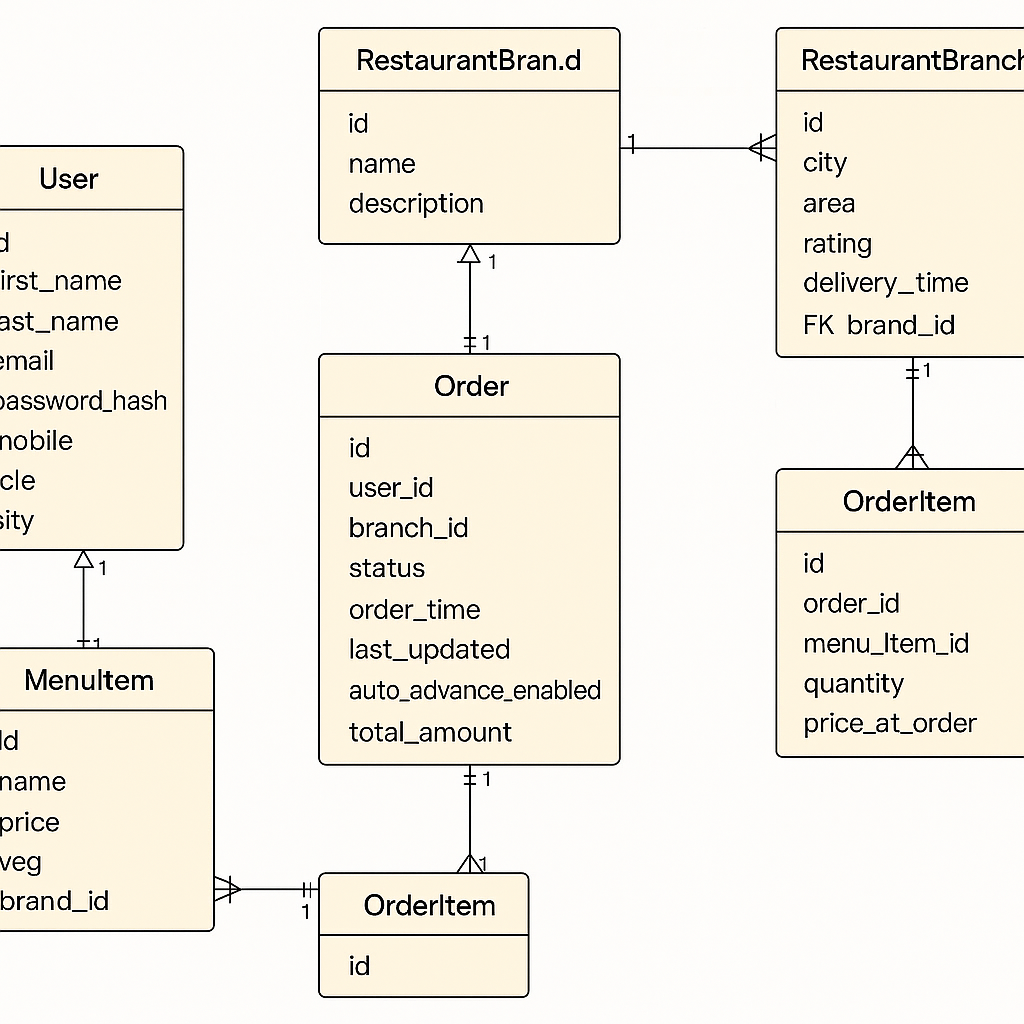 RestaurantBran.d
id
name
description
1
1
1
RestaurantBranch
id
city
area
rating
delivery_time
FK brand_id
1
User
d
irst_name
ast_name
email
password_hash
nobile
cle
sity
1
1
Order
id
user_id
branch_id
status
order_time
last_updated
auto_advance_enabled
total_amount
1
1
OrderItem
id
order_id
menu_Item_id
quantity
price_at_order
MenuItem
Id
name
price
veg
brand_id
1
OrderItem
id